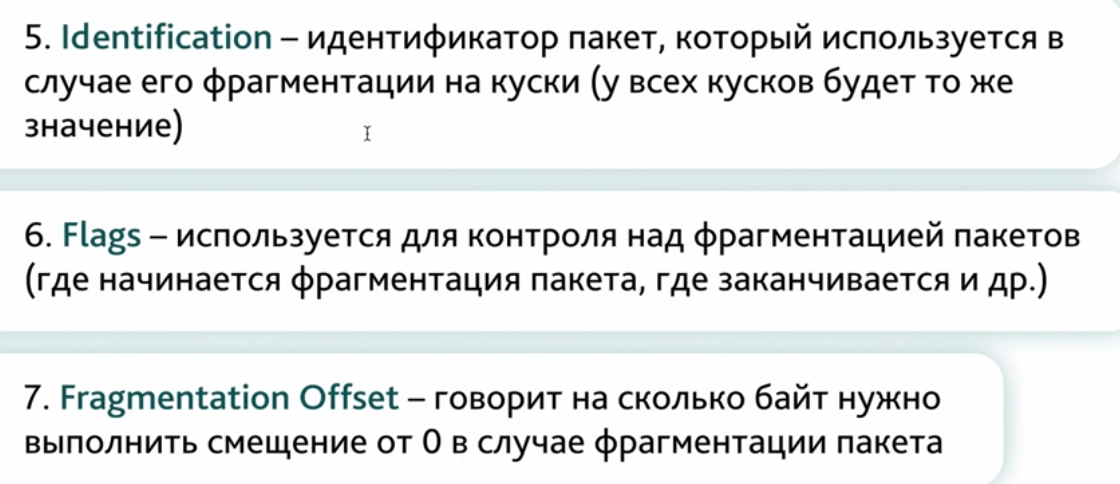 5. Identification – идентификатор пакет, который используется в
случае его фрагментации на куски (у всех кусков будет то же
значение)
6. Flags – используется для контроля над фрагментацией пакетов
(где начинается фрагментация пакета, где заканчивается и др.)
7. Fragmentation Offset – говорит на сколько байт нужно
выполнить смещение от 0 в случае фрагментации пакета